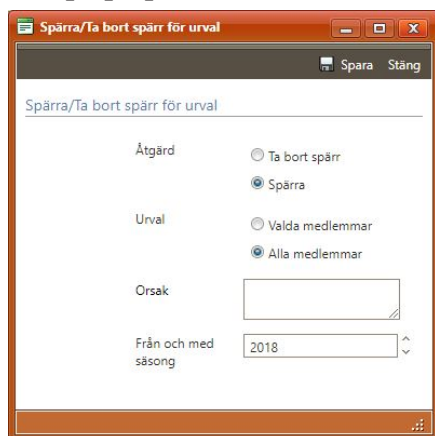 Spärra/Ta bort spärr för urval
Spara Stäng
Spärra/Ta bort spärr för urval
Åtgärd
Ta bort spärr
Spärra
Urval
Valda medlemmar
Alla medlemmar
Orsak
Från och med
säsong
2018